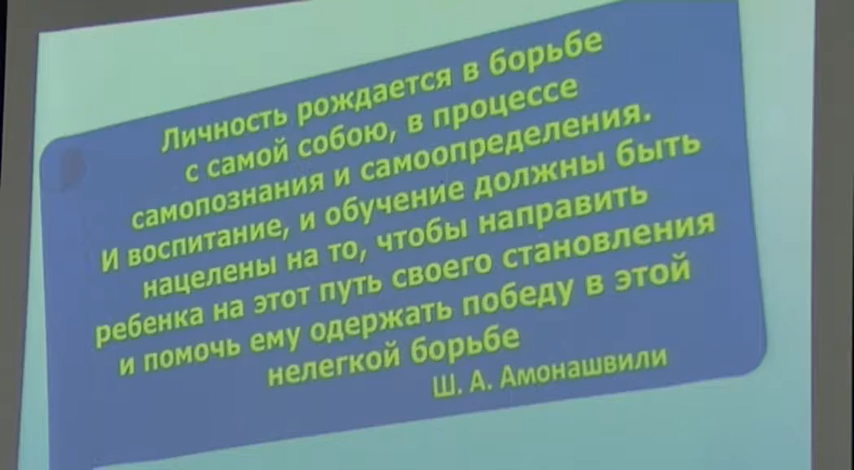 Личность рождается в борьбе
с самой собою, в процессе
самопознания и самоопределения.
И воспитание, и обучение должны быть
нацелены на то, чтобы направить
ребенка на этот путь своего становления
и помочь ему одержать победу в этой
нелегкой борьбе
Ш. А. Амонашвили